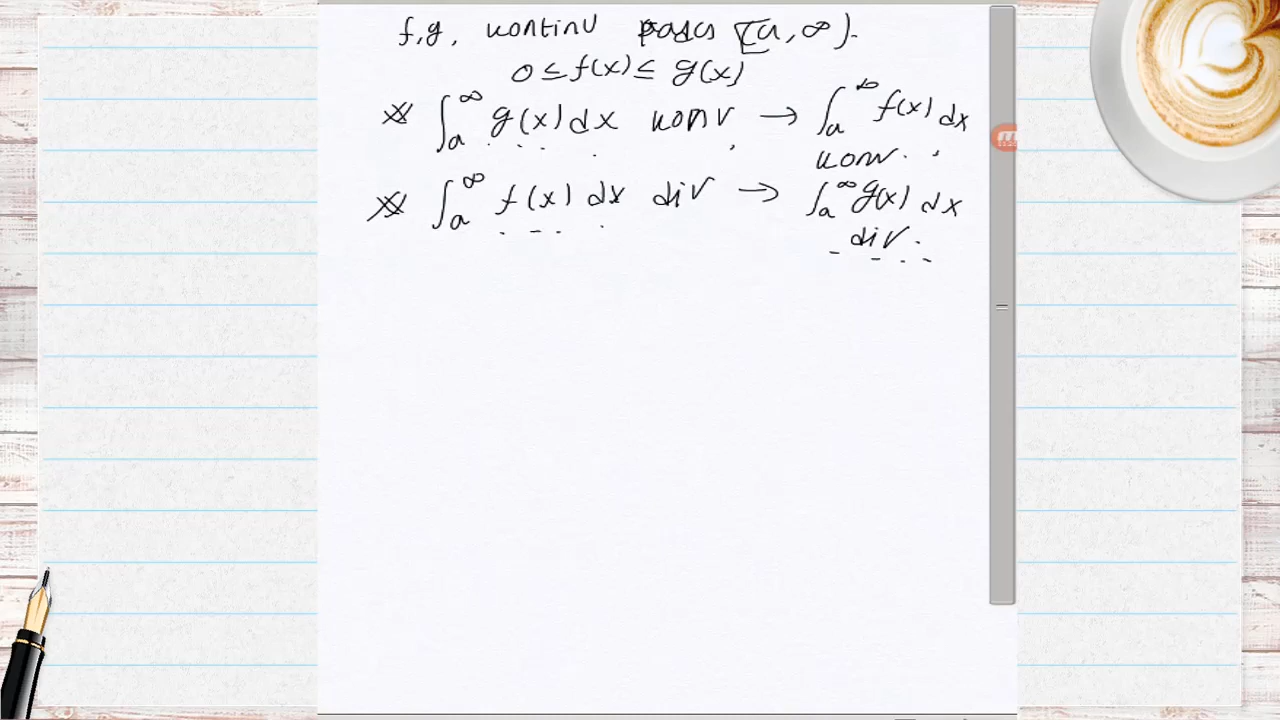 f,g, kontinu pada [a, ∞).
0 ≤ f(x) ≤ g(x)
※ ∫_a^∞ g(x) dx konv → ∫_a^∞ f(x) dx
konv.
※ ∫_a^∞ f(x) dx div → ∫_a^∞ g(x) dx
div.